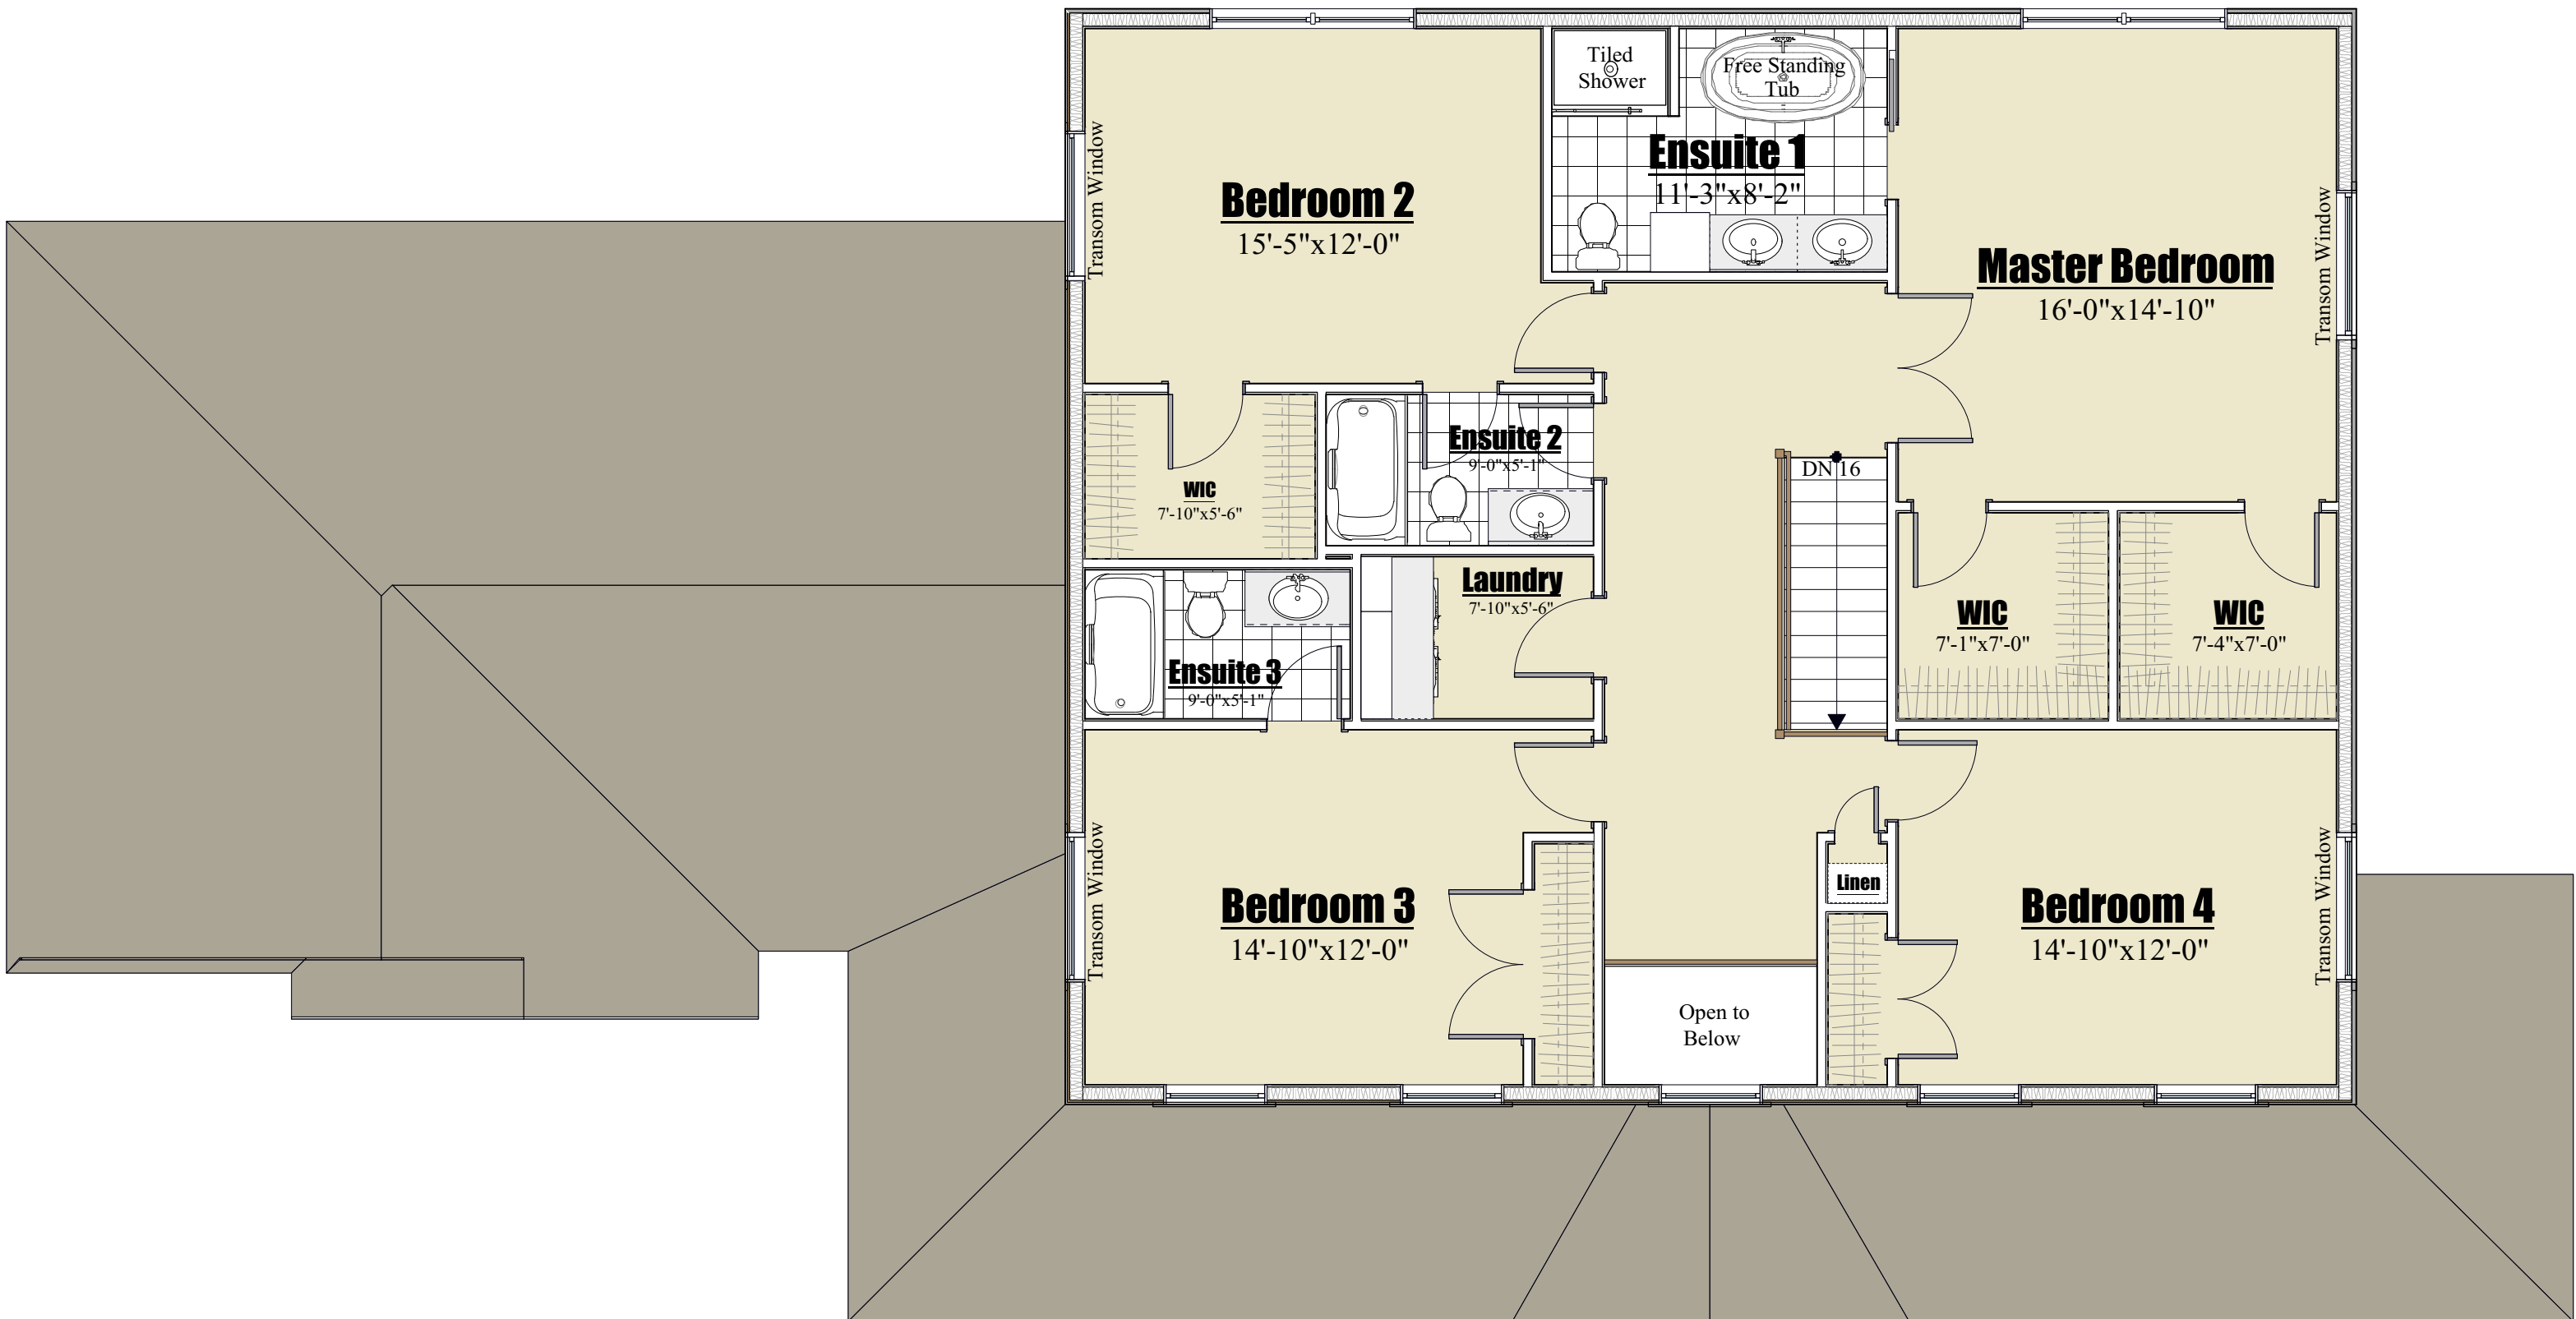 Tiled
Shower
Free Standing
Tub
Ensuite 1
11'-3"x8'-2"
Transom Window
Bedroom 2
15'-5"x12'-0"
Master Bedroom
16'-0"x14'-10"
Transom Window
Ensuite 2
9'-0"x5'-1"
DN 16
WIC
7'-10"x5'-6"
Laundry
7'-10"x5'-6"
WIC
7'-1"x7'-0"
WIC
7'-4"x7'-0"
Ensuite 3
9'-0"x5'-1"
Transom Window
Bedroom 3
14'-10"x12'-0"
Linen
Bedroom 4
14'-10"x12'-0"
Transom Window
Open to
Below